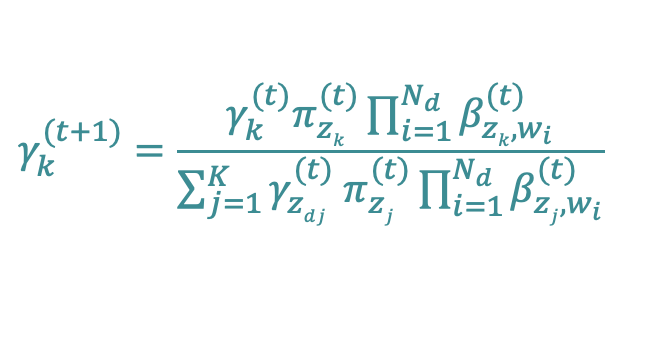 γ_k^{(t+1)} = \frac{γ_k^{(t)} π_{z_k}^{(t)} ∏_{i=1}^{N_d} β_{z_k,w_i}^{(t)}}{∑_{j=1}^{K} γ_{z_{dj}}^{(t)} π_{z_j}^{(t)} ∏_{i=1}^{N_d} β_{z_j,w_i}^{(t)}}